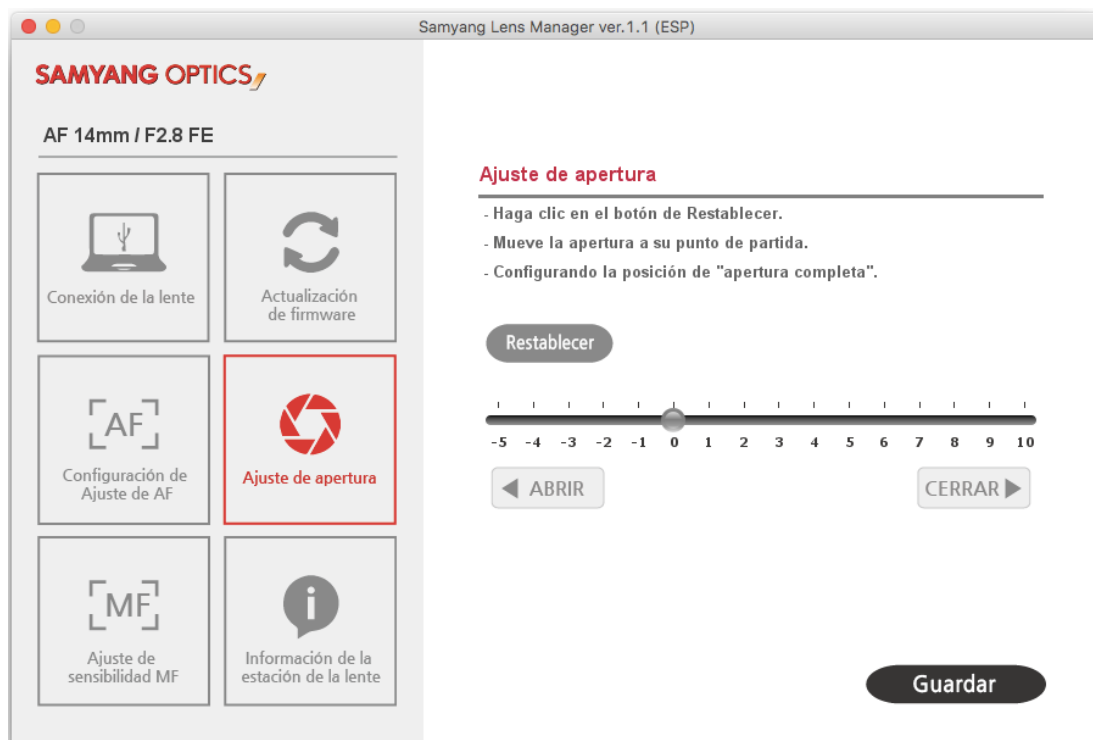 Samyang Lens Manager ver.1.1 (ESP)
SAMYANG OPTICS
AF 14mm / F2.8 FE
Conexión de la lente
Actualización
de firmware
AF
Configuración de
Ajuste de AF
Ajuste de apertura
MF
Ajuste de
sensibilidad MF
i
Información de la
estación de la lente
Ajuste de apertura
- Haga clic en el botón de Restablecer.
- Mueve la apertura a su punto de partida.
- Configurando la posición de "apertura completa".
Restablecer
-5 -4 -3 -2 -1 0 1 2 3 4 5 6 7 8 9 10
ABRIR
CERRAR
Guardar